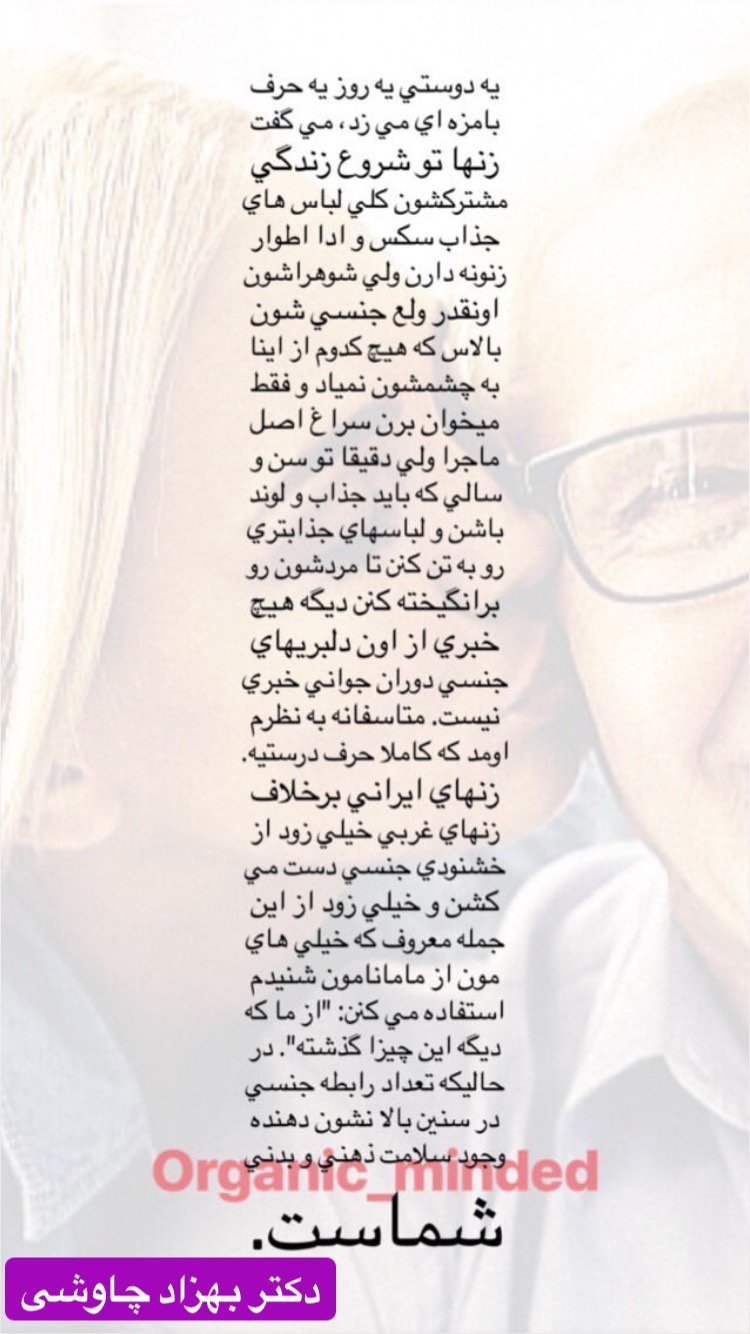 يه دوستي يه روز يه حرف
بامزه اي مي زد، مي گفت
زنها تو شروع زندگي
مشتركشون كلي لباس هاي
جذاب سكس و ادا اطوار
زنونه دارن ولي شوهراشون
اونقدر ولع جنسي شون
بالاس كه هيچ كدوم از اينا
به چشمشون نمياد و فقط
ميخوان برن سراغ اصل
ماجرا ولي دقيقا تو سن و
سالي كه بايد جذاب و لوند
باشن و لباسهاي جذابتري
رو به تن كنن تا مردشون رو
برانگيخته كنن ديگه هيچ
خبري از اون دلبريهاي
جنسي دوران جواني خبري
نيست. متاسفانه به نظرم
اومد كه كاملا حرف درستيه.
زنهاي ايراني برخلاف
زنهاي غربي خيلي زود از
خشنودي جنسي دست مي
كشن و خيلي زود از اين
جمله معروف كه خيلي هاي
مون از مامانامون شنيدم
استفاده مي كنن: "از ما كه
ديگه اين چيزا گذشته". در
حاليكه تعداد رابطه جنسي
در سنين بالا نشون دهنده
وجود سلامت ذهني و بدني
Organic_minded
شماست.
دکتر بهزاد چاوشی